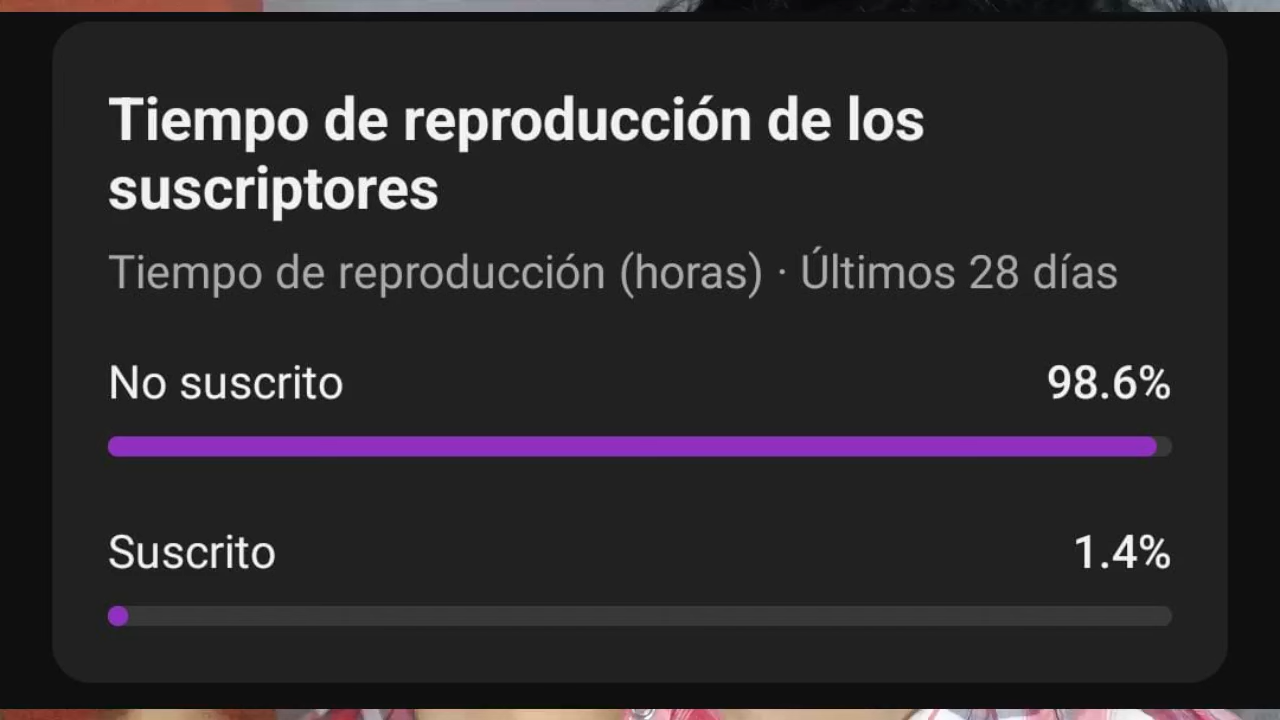 Tiempo de reproducción de los
suscriptores
Tiempo de reproducción (horas) · Últimos 28 días
No suscrito 98.6%
Suscrito 1.4%